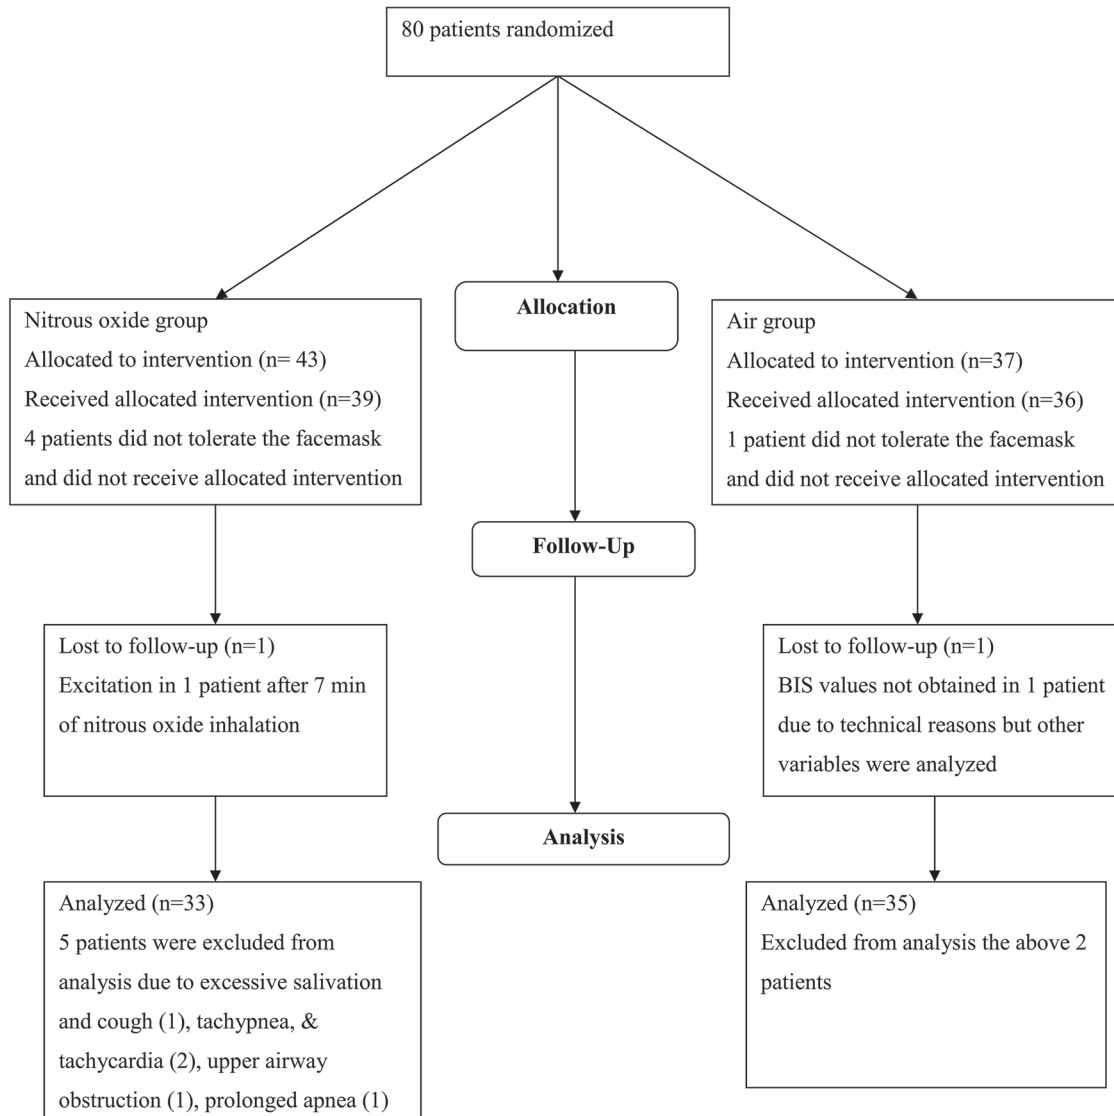 80 patients randomized
Allocation
Nitrous oxide group
Allocated to intervention (n= 43)
Received allocated intervention (n=39)
4 patients did not tolerate the facemask
and did not receive allocated intervention
Air group
Allocated to intervention (n=37)
Received allocated intervention (n=36)
1 patient did not tolerate the facemask
and did not receive allocated intervention
Follow-Up
Lost to follow-up (n=1)
Excitation in 1 patient after 7 min
of nitrous oxide inhalation
Lost to follow-up (n=1)
BIS values not obtained in 1 patient
due to technical reasons but other
variables were analyzed
Analysis
Analyzed (n=33)
5 patients were excluded from
analysis due to excessive salivation
and cough (1), tachypnea, &
tachycardia (2), upper airway
obstruction (1), prolonged apnea (1)
Analyzed (n=35)
Excluded from analysis the above 2
patients